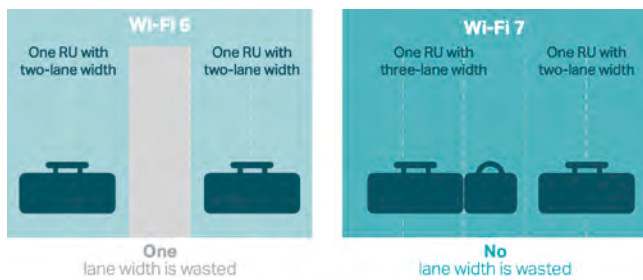 Wi-Fi 6
One RU with
two-lane width
One RU with
two-lane width
One
lane width is wasted
Wi-Fi 7
One RU with
three-lane width
One RU with
two-lane width
No
lane width is wasted